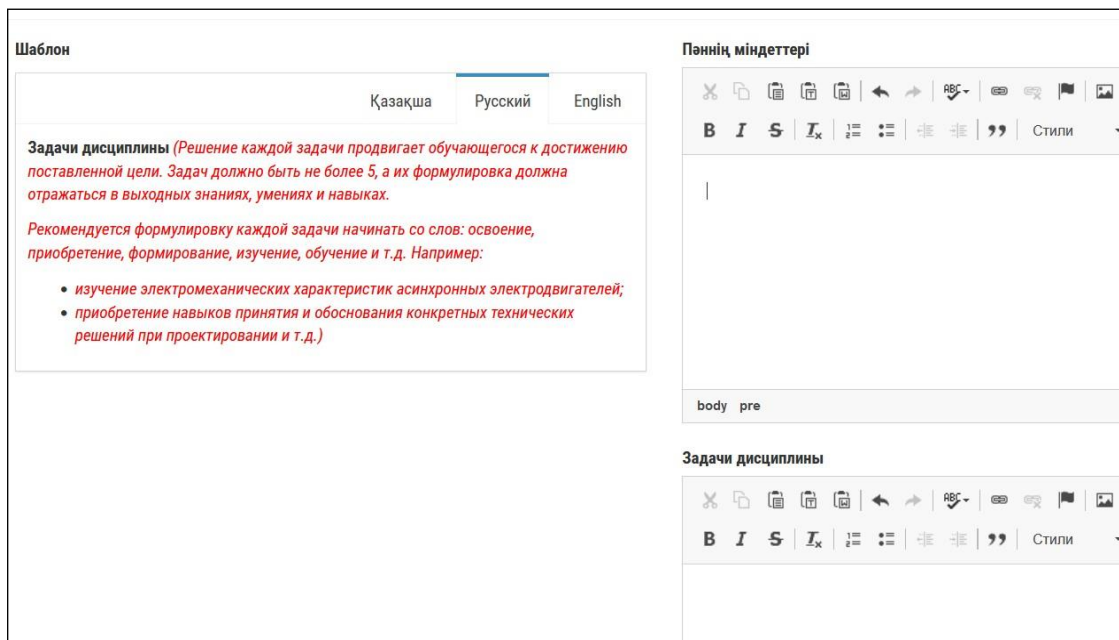 Шаблон
Қазақша Русский English
Задачи дисциплины (Решение каждой задачи продвигает обучающегося к достижению
поставленной цели. Задач должно быть не более 5, а их формулировка должна
отражаться в выходных знаниях, умениях и навыках.
Рекомендуется формулировку каждой задачи начинать со слов: освоение,
приобретение, формирование, изучение, обучение и т.д. Например:
• изучение электромеханических характеристик асинхронных электродвигателей;
• приобретение навыков принятия и обоснования конкретных технических
решений при проектировании и т.д.)
Пәннің міндеттері
ABC
B I S Tx Стили
body pre
Задачи дисциплины
ABC
B I S Tx Стили